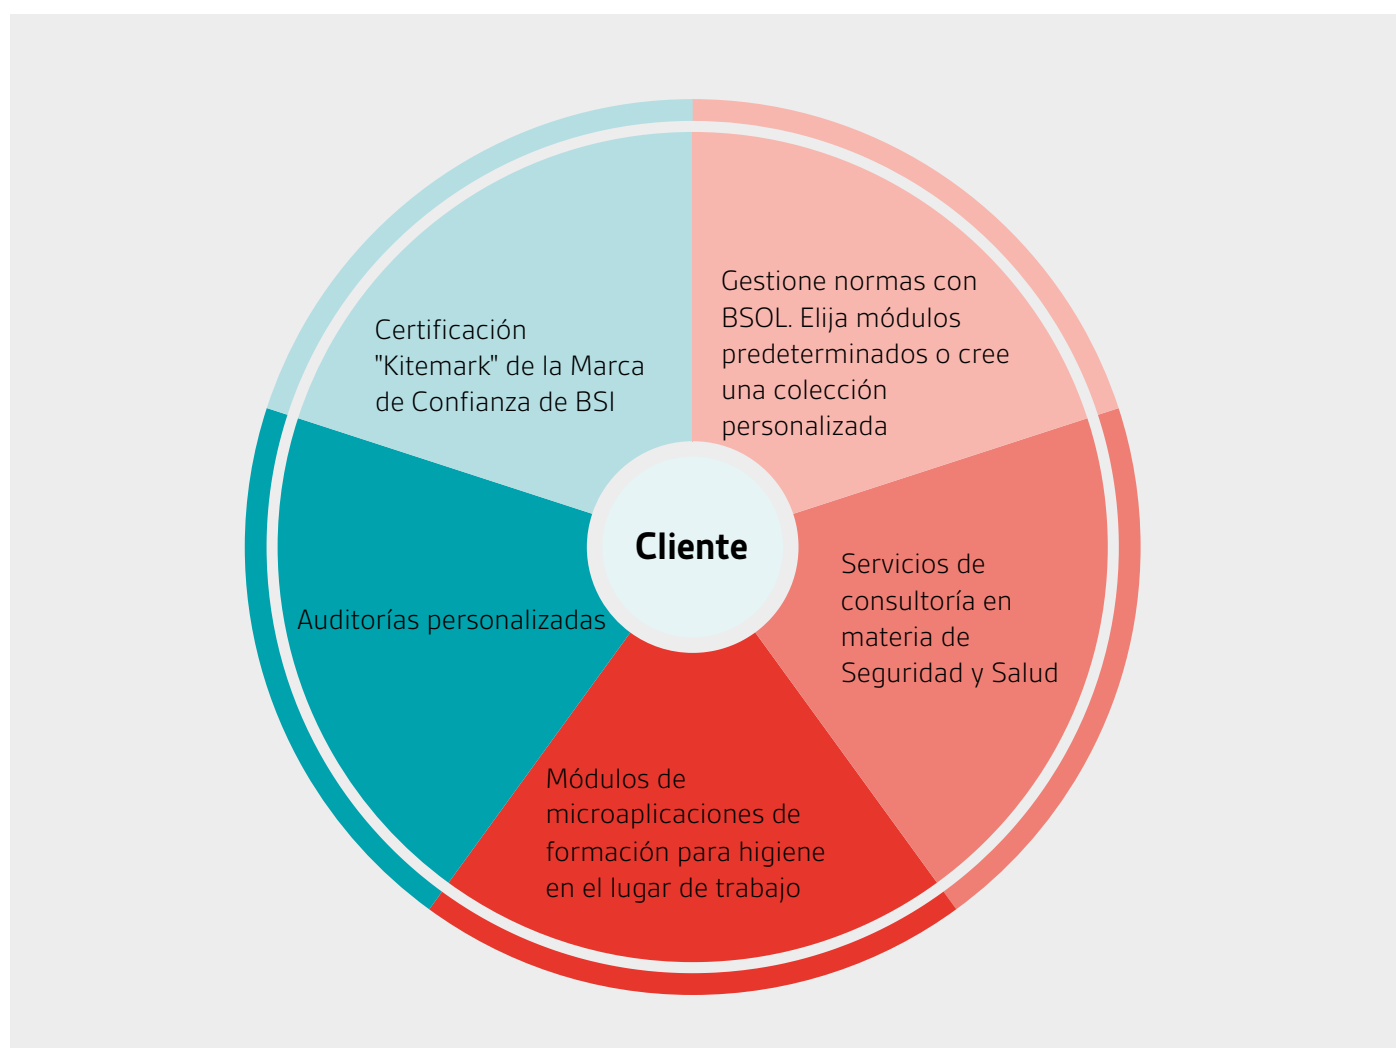 Gestione normas con
BSOL. Elija módulos
predeterminados o cree
una colección
personalizada
Certificación
"Kitemark" de la Marca
de Confianza de BSI
Cliente
Servicios de
consultoría en
materia de
Seguridad y Salud
Auditorías personalizadas
Módulos de
microaplicaciones de
formación para higiene
en el lugar de trabajo